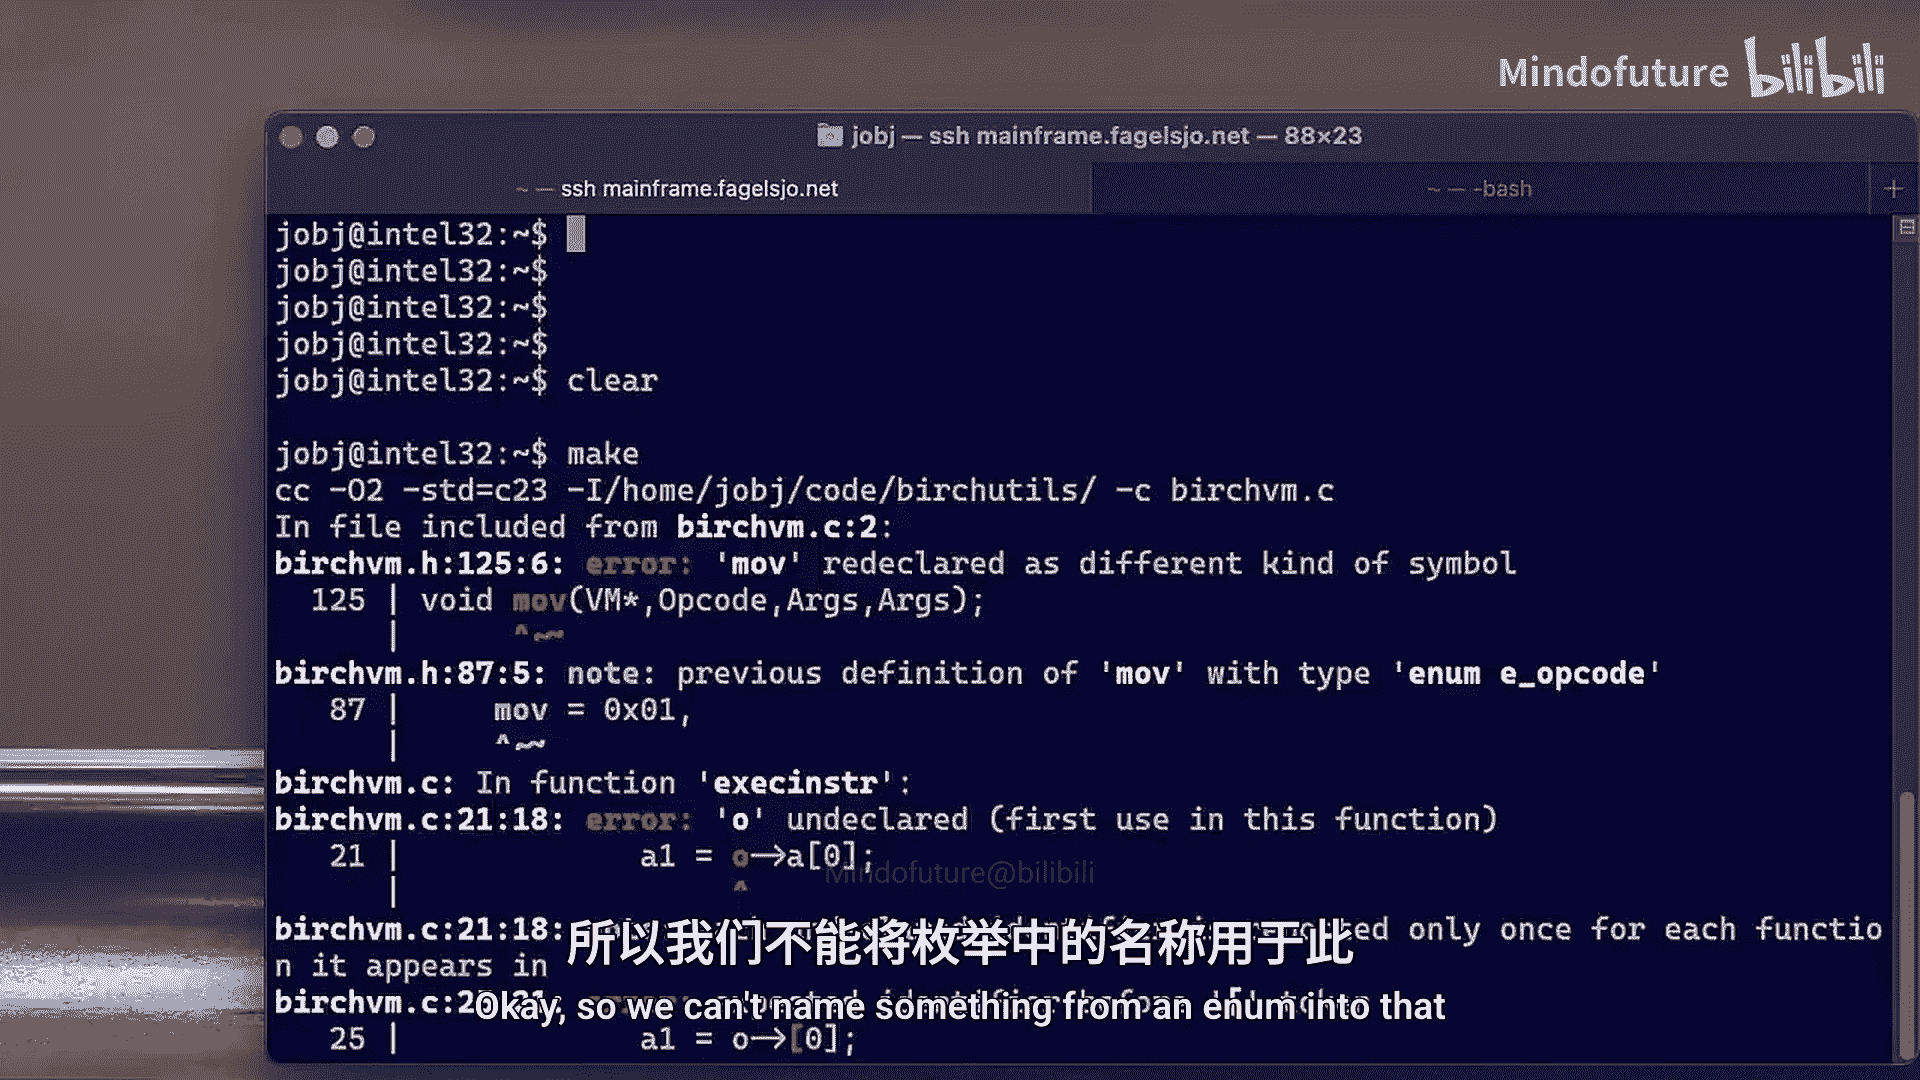 Mindofuture bilibili
jobj — ssh mainframe.fagelsjo.net — 88×23
~ — ssh mainframe.fagelsjo.net
~ — -bash
+
jobj@intel32:~$
jobj@intel32:~$
jobj@intel32:~$
jobj@intel32:~$
jobj@intel32:~$ clear
jobj@intel32:~$ make
cc -O2 -std=c23 -I/home/jobj/code/birchutils/ -c birchvm.c
In file included from birchvm.c:2:
birchvm.h:125:6: error: 'mov' redeclared as different kind of symbol
125 | void mov(VM*,Opcode,Args,Args);
| ^~~
birchvm.h:87:5: note: previous definition of 'mov' with type 'enum e_opcode'
87 | mov = 0x01,
| ^~~
birchvm.c: In function 'execinstr':
birchvm.c:21:18: error: 'o' undeclared (first use in this function)
21 | a1 = o->a[0];
Mindofuture@bilibili
| ^
birchvm.c:21:18: only once for each functio
n it appears in
所以我们不能将枚举中的名称用于此
Okay, so we can't name something from an enum into that
25 | a1 = o->[0];